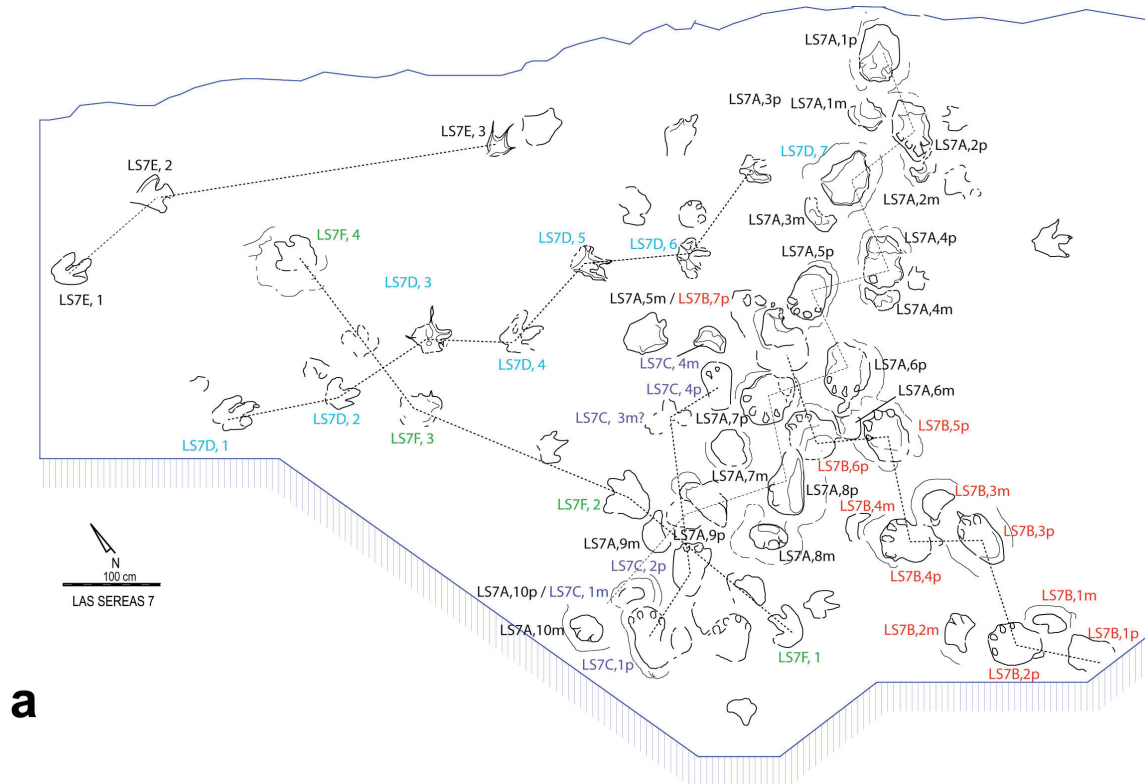 LS7A,1p
LS7A,3p
LS7A,1m
LS7E, 3
LS7A,2p
LS7D, 7
LS7E, 2
LS7A,2m
LS7A,3m
LS7F, 4
LS7D, 5
LS7D, 6
LS7A,5p
LS7A,4p
LS7E, 1
LS7D, 3
LS7A,5m / LS7B,7p
LS7A,4m
LS7D, 4
LS7C, 4m
LS7A,6p
LS7C, 4p
LS7A,6m
LS7D, 2
LS7C, 3m?
LS7A,7p
LS7B,5p
LS7D, 1
LS7F, 3
LS7B,6p
LS7A,7m
LS7A,8p
LS7B,3m
LS7F, 2
LS7B,4m
LS7B,3p
LS7A,9m
LS7A,9p
LS7A,8m
LS7C, 2p
LS7B,4p
N
100 cm
LAS SEREAS 7
LS7A,10p / LS7C, 1m
LS7B,1m
LS7A,10m
LS7B,2m
LS7B,1p
LS7C,1p
LS7F, 1
LS7B,2p
a